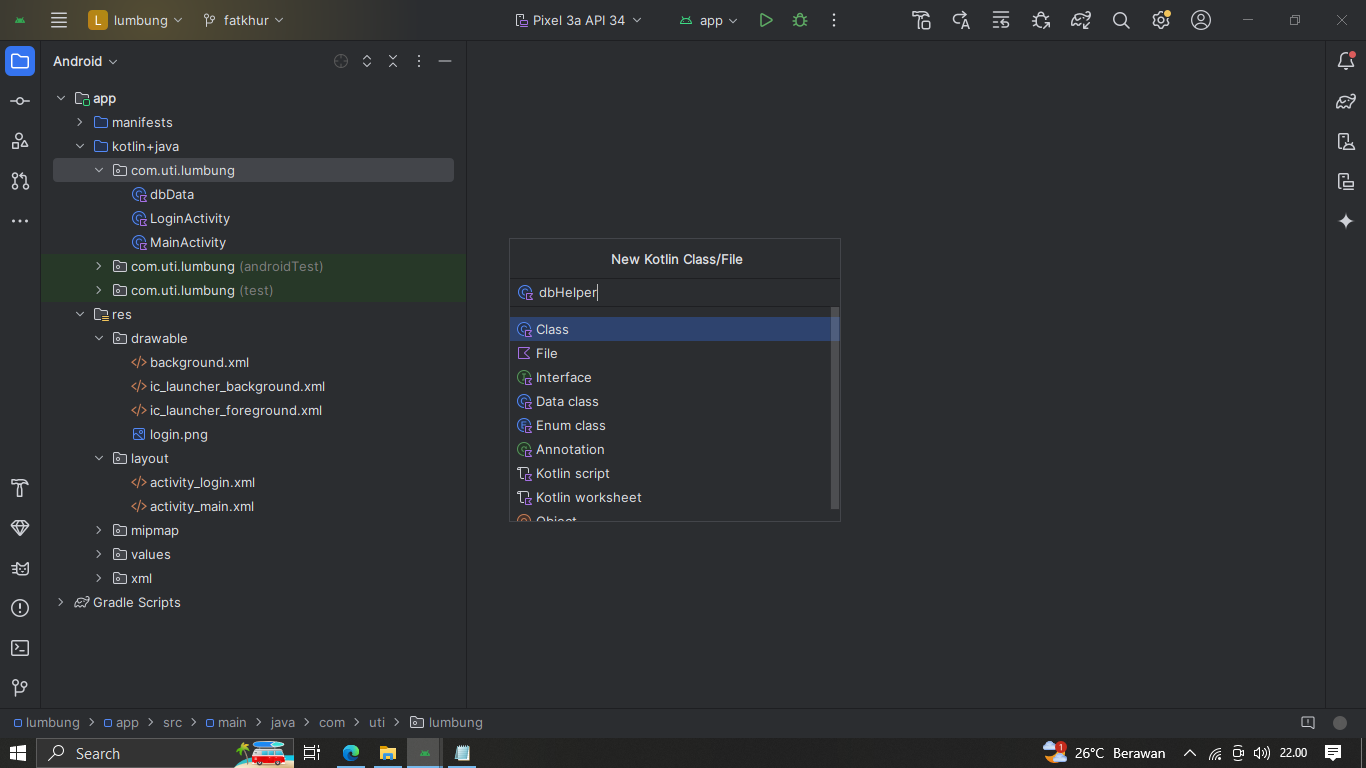 L lumbung fatkhur Pixel 3a API 34 app
Android
app
manifests
kotlin+java
com.uti.lumbung
dbData
LoginActivity
MainActivity
com.uti.lumbung (androidTest)
com.uti.lumbung (test)
res
drawable
background.xml
ic_launcher_background.xml
ic_launcher_foreground.xml
login.png
layout
activity_login.xml
activity_main.xml
mipmap
values
xml
Gradle Scripts
New Kotlin Class/File
dbHelper
Class
File
Interface
Data class
Enum class
Annotation
Kotlin script
Kotlin worksheet
Object
lumbung > app > src > main > java > com > uti > lumbung
Search 1 26°C Berawan 22.00